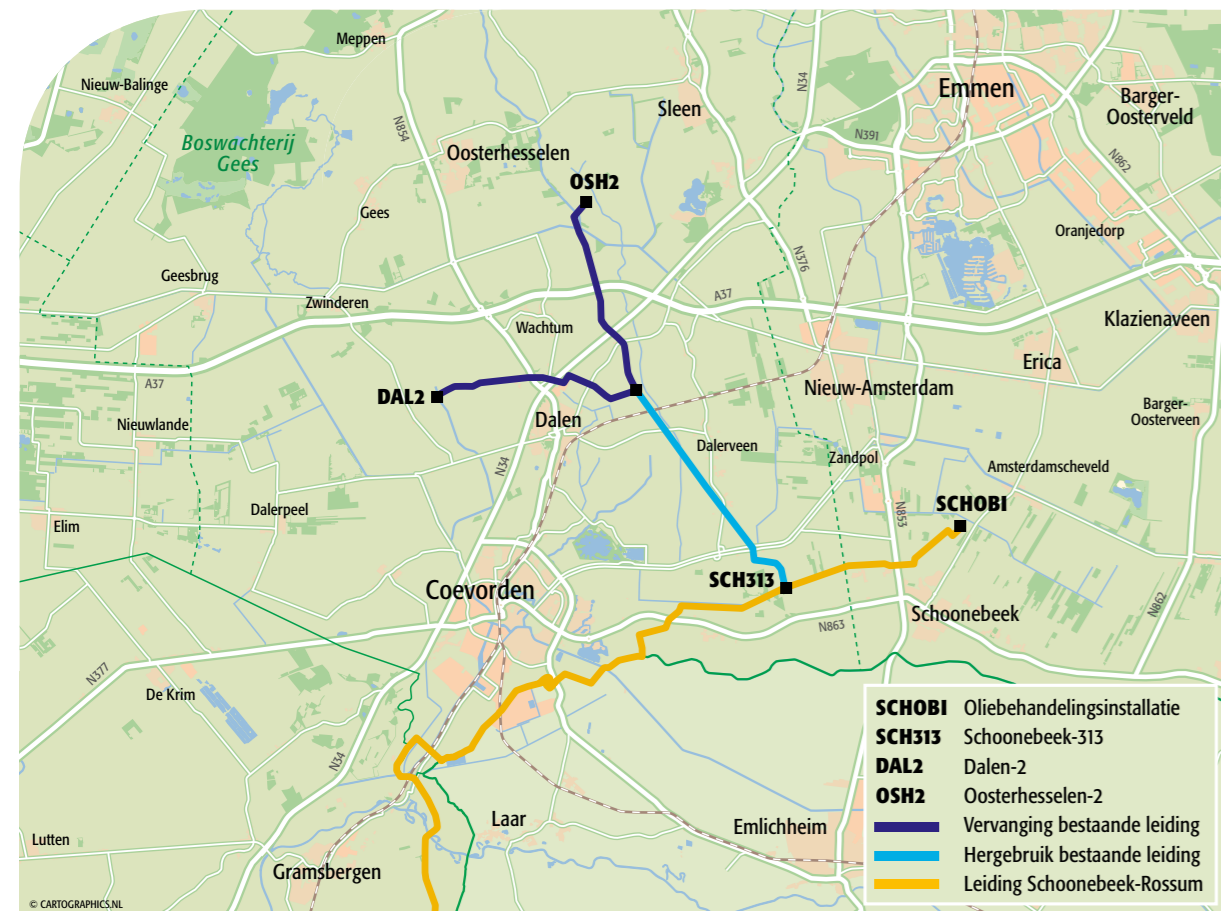 Meppen
Nieuw-Balinge
Boswachterij
Gees
N854
Oosterhesselen
OSH2
Sleen
N34
N391
Emmen
Barger-
Oosterveld
N862
Gees
Oranjedorp
Geesbrug
Zwinderen
N376
A37
Wachtum
Klazienaveen
Erica
A37
DAL2
Nieuw-Amsterdam
Nieuwlande
Dalen
Dalerveen
Zandpol
Barger-
Oosterveen
Amsterdamscheveld
N34
Elim
Dalerpeel
N853
SCHOBI
Coevorden
SCH313
N863
Schoonebeek
N862
N377
De Krim
N34
Lutten
Laar
Gramsbergen
Emlichheim
SCHOBI Oliebehandelingsinstallatie
SCH313 Schoonebeek-313
DAL2 Dalen-2
OSH2 Oosterhesselen-2
Vervanging bestaande leiding
Hergebruik bestaande leiding
Leiding Schoonebeek-Rossum
© CARTOGRAPHICS.NL